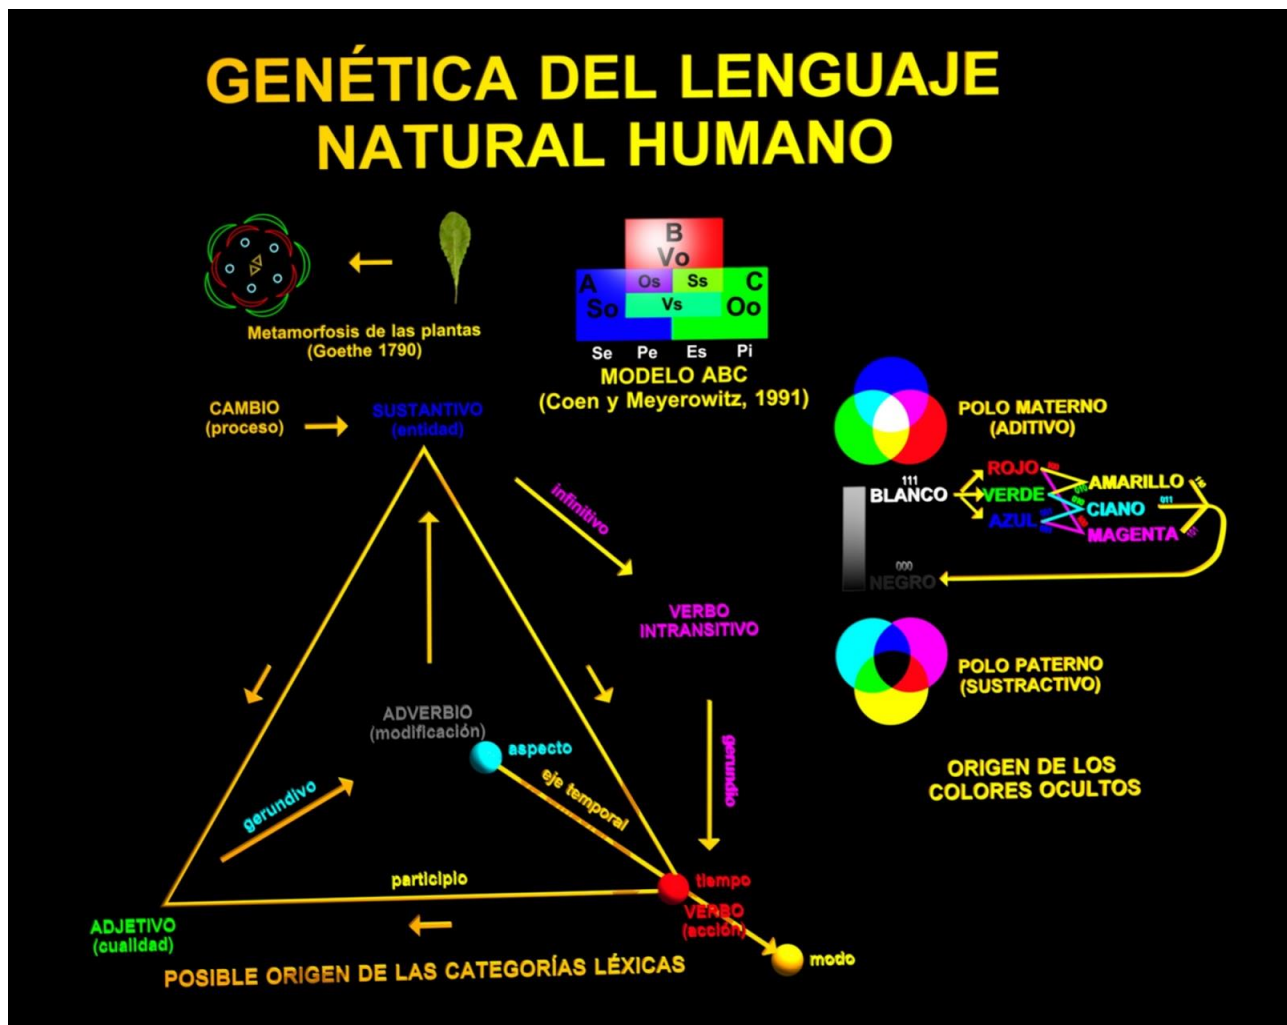 GENÉTICA DEL LENGUAJE
NATURAL HUMANO
Metamorfosis de las plantas
(Goethe 1790)
B
Vo
A
Os
Ss
C
So
Vs
Oo
Se Pe Es Pi
MODELO ABC
(Coen y Meyerowitz, 1991)
CAMBIO
(proceso)
SUSTANTIVO
(entidad)
infinitivo
VERBO
INTRANSITIVO
gerundio
ADVERBIO
(modificación)
aspecto
eje temporal
gerundivo
participio
tiempo
VERBO
(acción)
modo
ADJETIVO
(cualidad)
POSIBLE ORIGEN DE LAS CATEGORÍAS LÉXICAS
POLO MATERNO
(ADITIVO)
111
BLANCO
ROJO
VERDE
AZUL
AMARILLO
CIANO
011
MAGENTA
000
NEGRO
POLO PATERNO
(SUSTRACTIVO)
ORIGEN DE LOS
COLORES OCULTOS